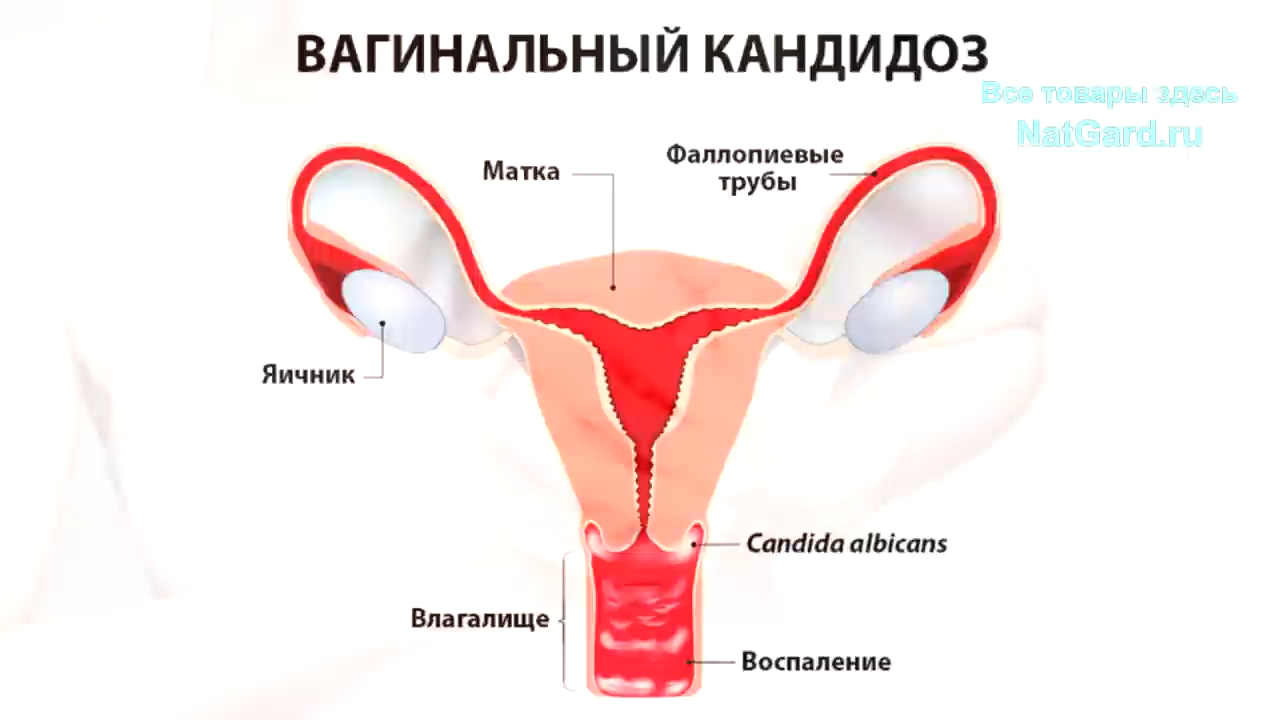 ВАГИНАЛЬНЫЙ КАНДИДОЗ
Все товары здесь
NatGard.ru
Матка
Фаллопиевые
трубы
Яичник
Candida albicans
Влагалище
Воспаление